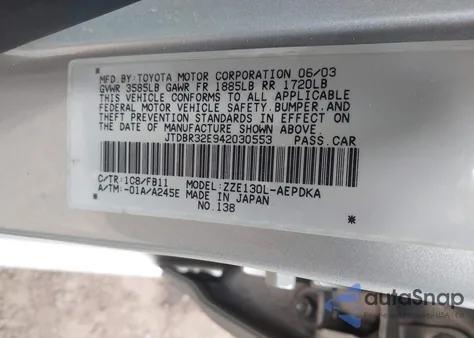 MFD.BY:TOYOTA MOTOR CORPORATION 06/03
GVWR 3585LB GAWR FR 1885LB RR 1720LB
THIS VEHICLE CONFORMS TO ALL APPLICABLE
FEDERAL MOTOR VEHICLE SAFETY,BUMPER,AND
THEFT PREVENTION STANDARDS IN EFFECT ON
THE DATE OF MANUFACTURE SHOWN ABOVE.
JTDBR32E942030553 PASS.CAR
C/TR:1C8/FB11 MODEL:ZZE130L-AEPDKA
A/TM:-01A/A245E MADE IN JAPAN
NO.138
autoSnap